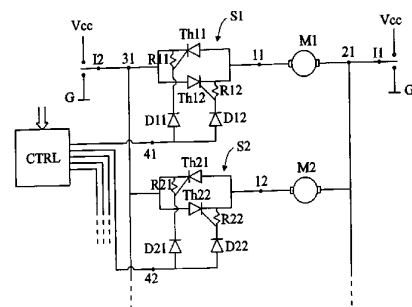 Vcc
I2
31
Th11
S1
R11
Th12
R12
11
M1
21
I1
Vcc
G
G
D11
D12
CTRL
41
Th21
S2
R21
Th22
R22
12
M2
D21
D22
42